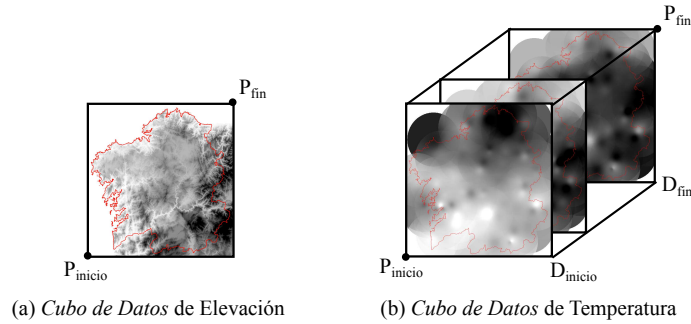 P_fin
P_inicio
(a) Cubo de Datos de Elevación
P_fin
D_fin
P_inicio
D_inicio
(b) Cubo de Datos de Temperatura